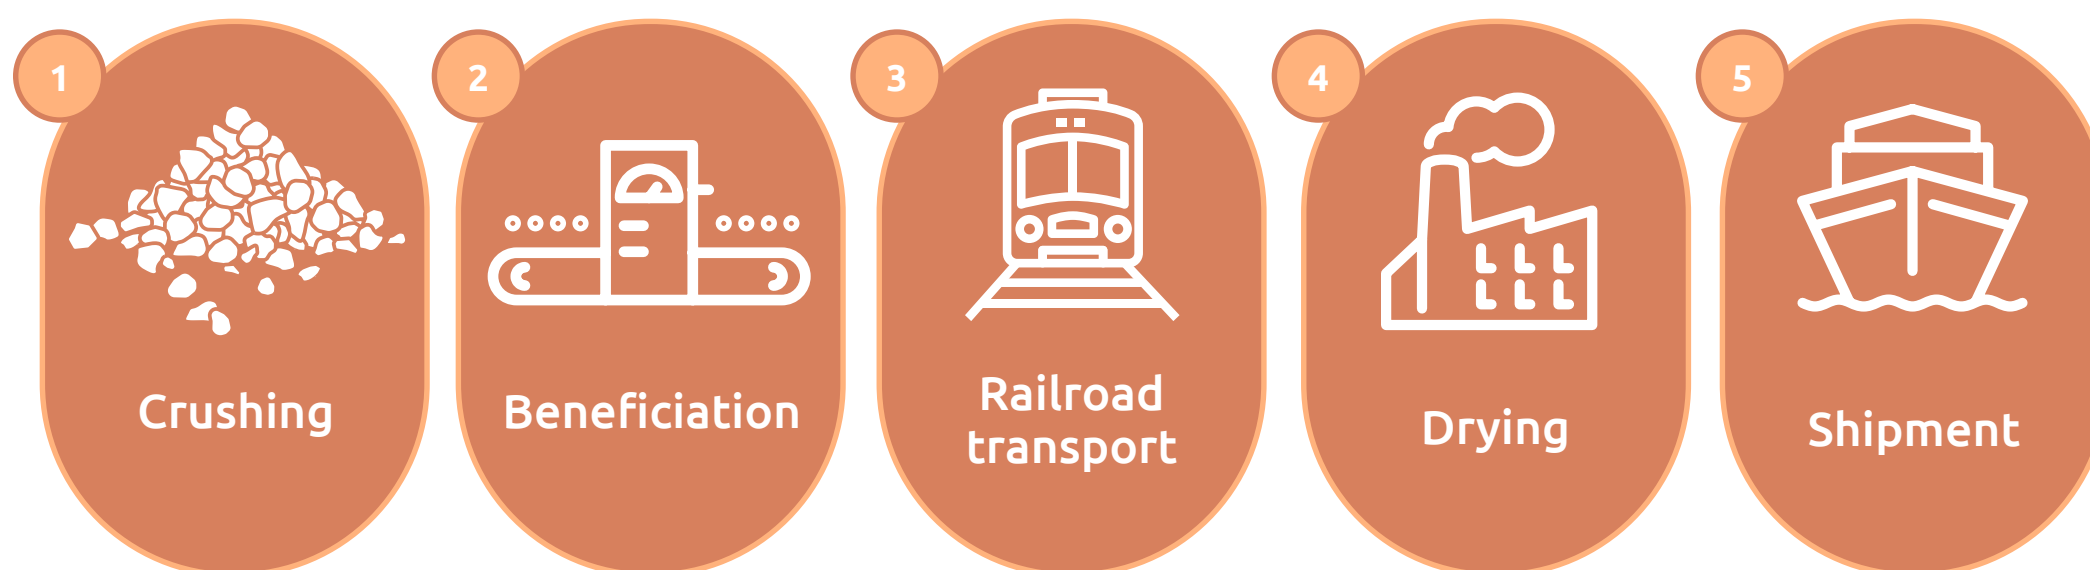 1
Crushing
2
Beneficiation
3
Railroad
transport
4
Drying
5
Shipment